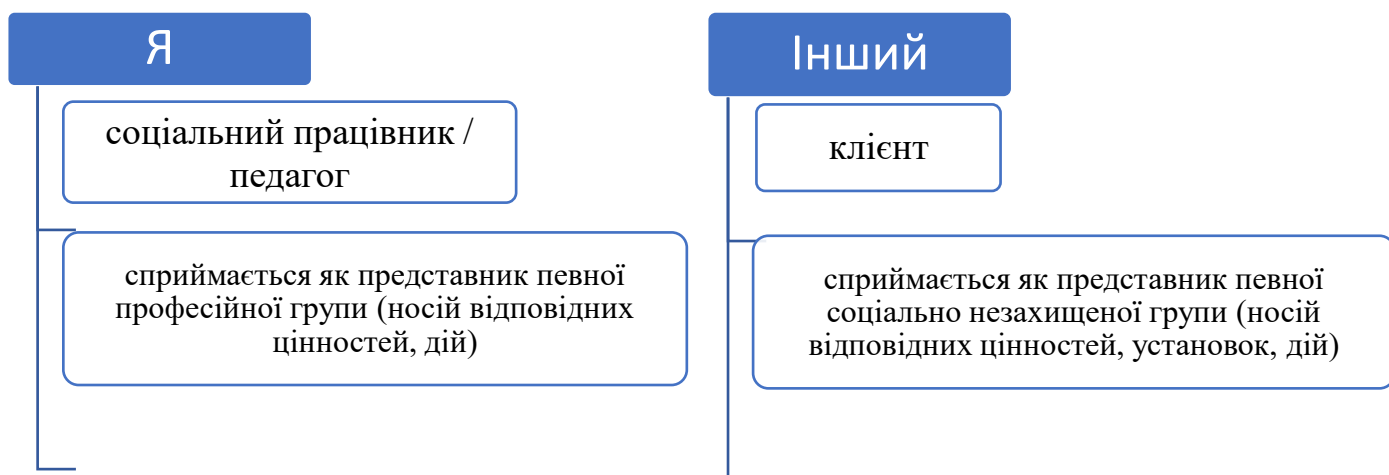 Я
соціальний працівник /
педагог
сприймається як представник певної
професійної групи (носій відповідних
цінностей, дій)
Інший
клієнт
сприймається як представник певної
соціально незахищеної групи (носій
відповідних цінностей, установок, дій)